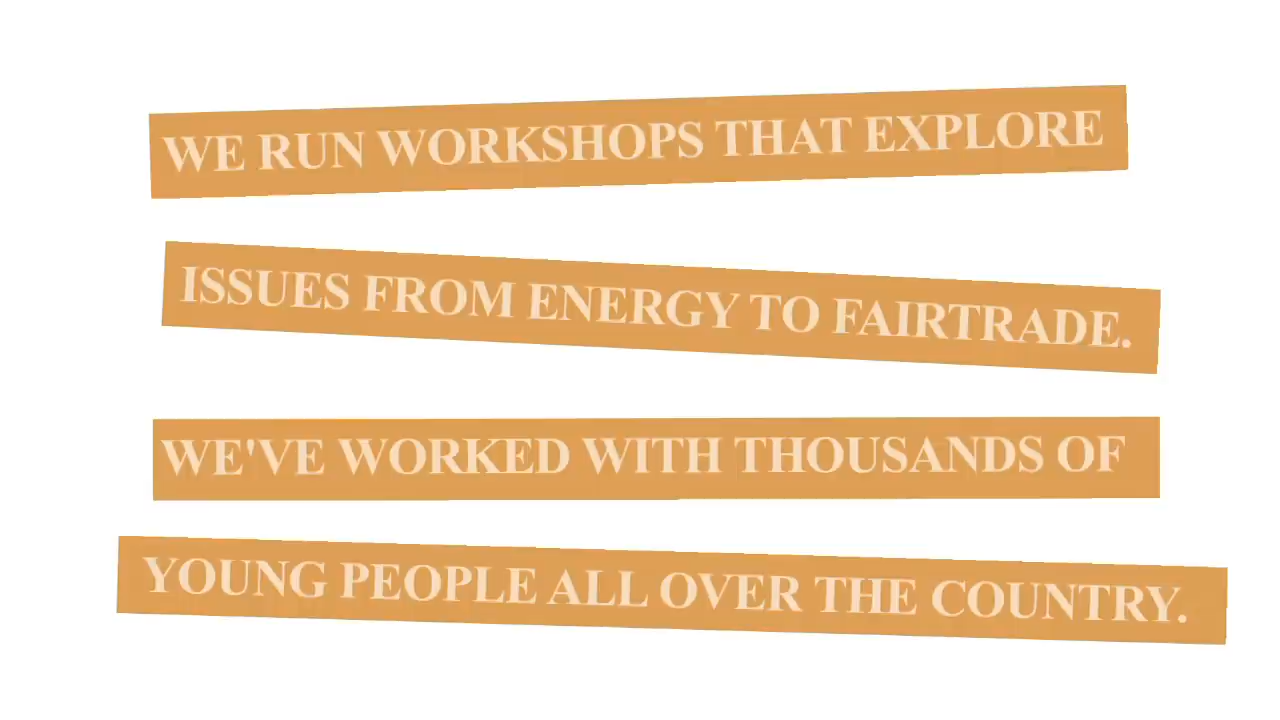 WE RUN WORKSHOPS THAT EXPLORE
ISSUES FROM ENERGY TO FAIRTRADE.
WE'VE WORKED WITH THOUSANDS OF
YOUNG PEOPLE ALL OVER THE COUNTRY.